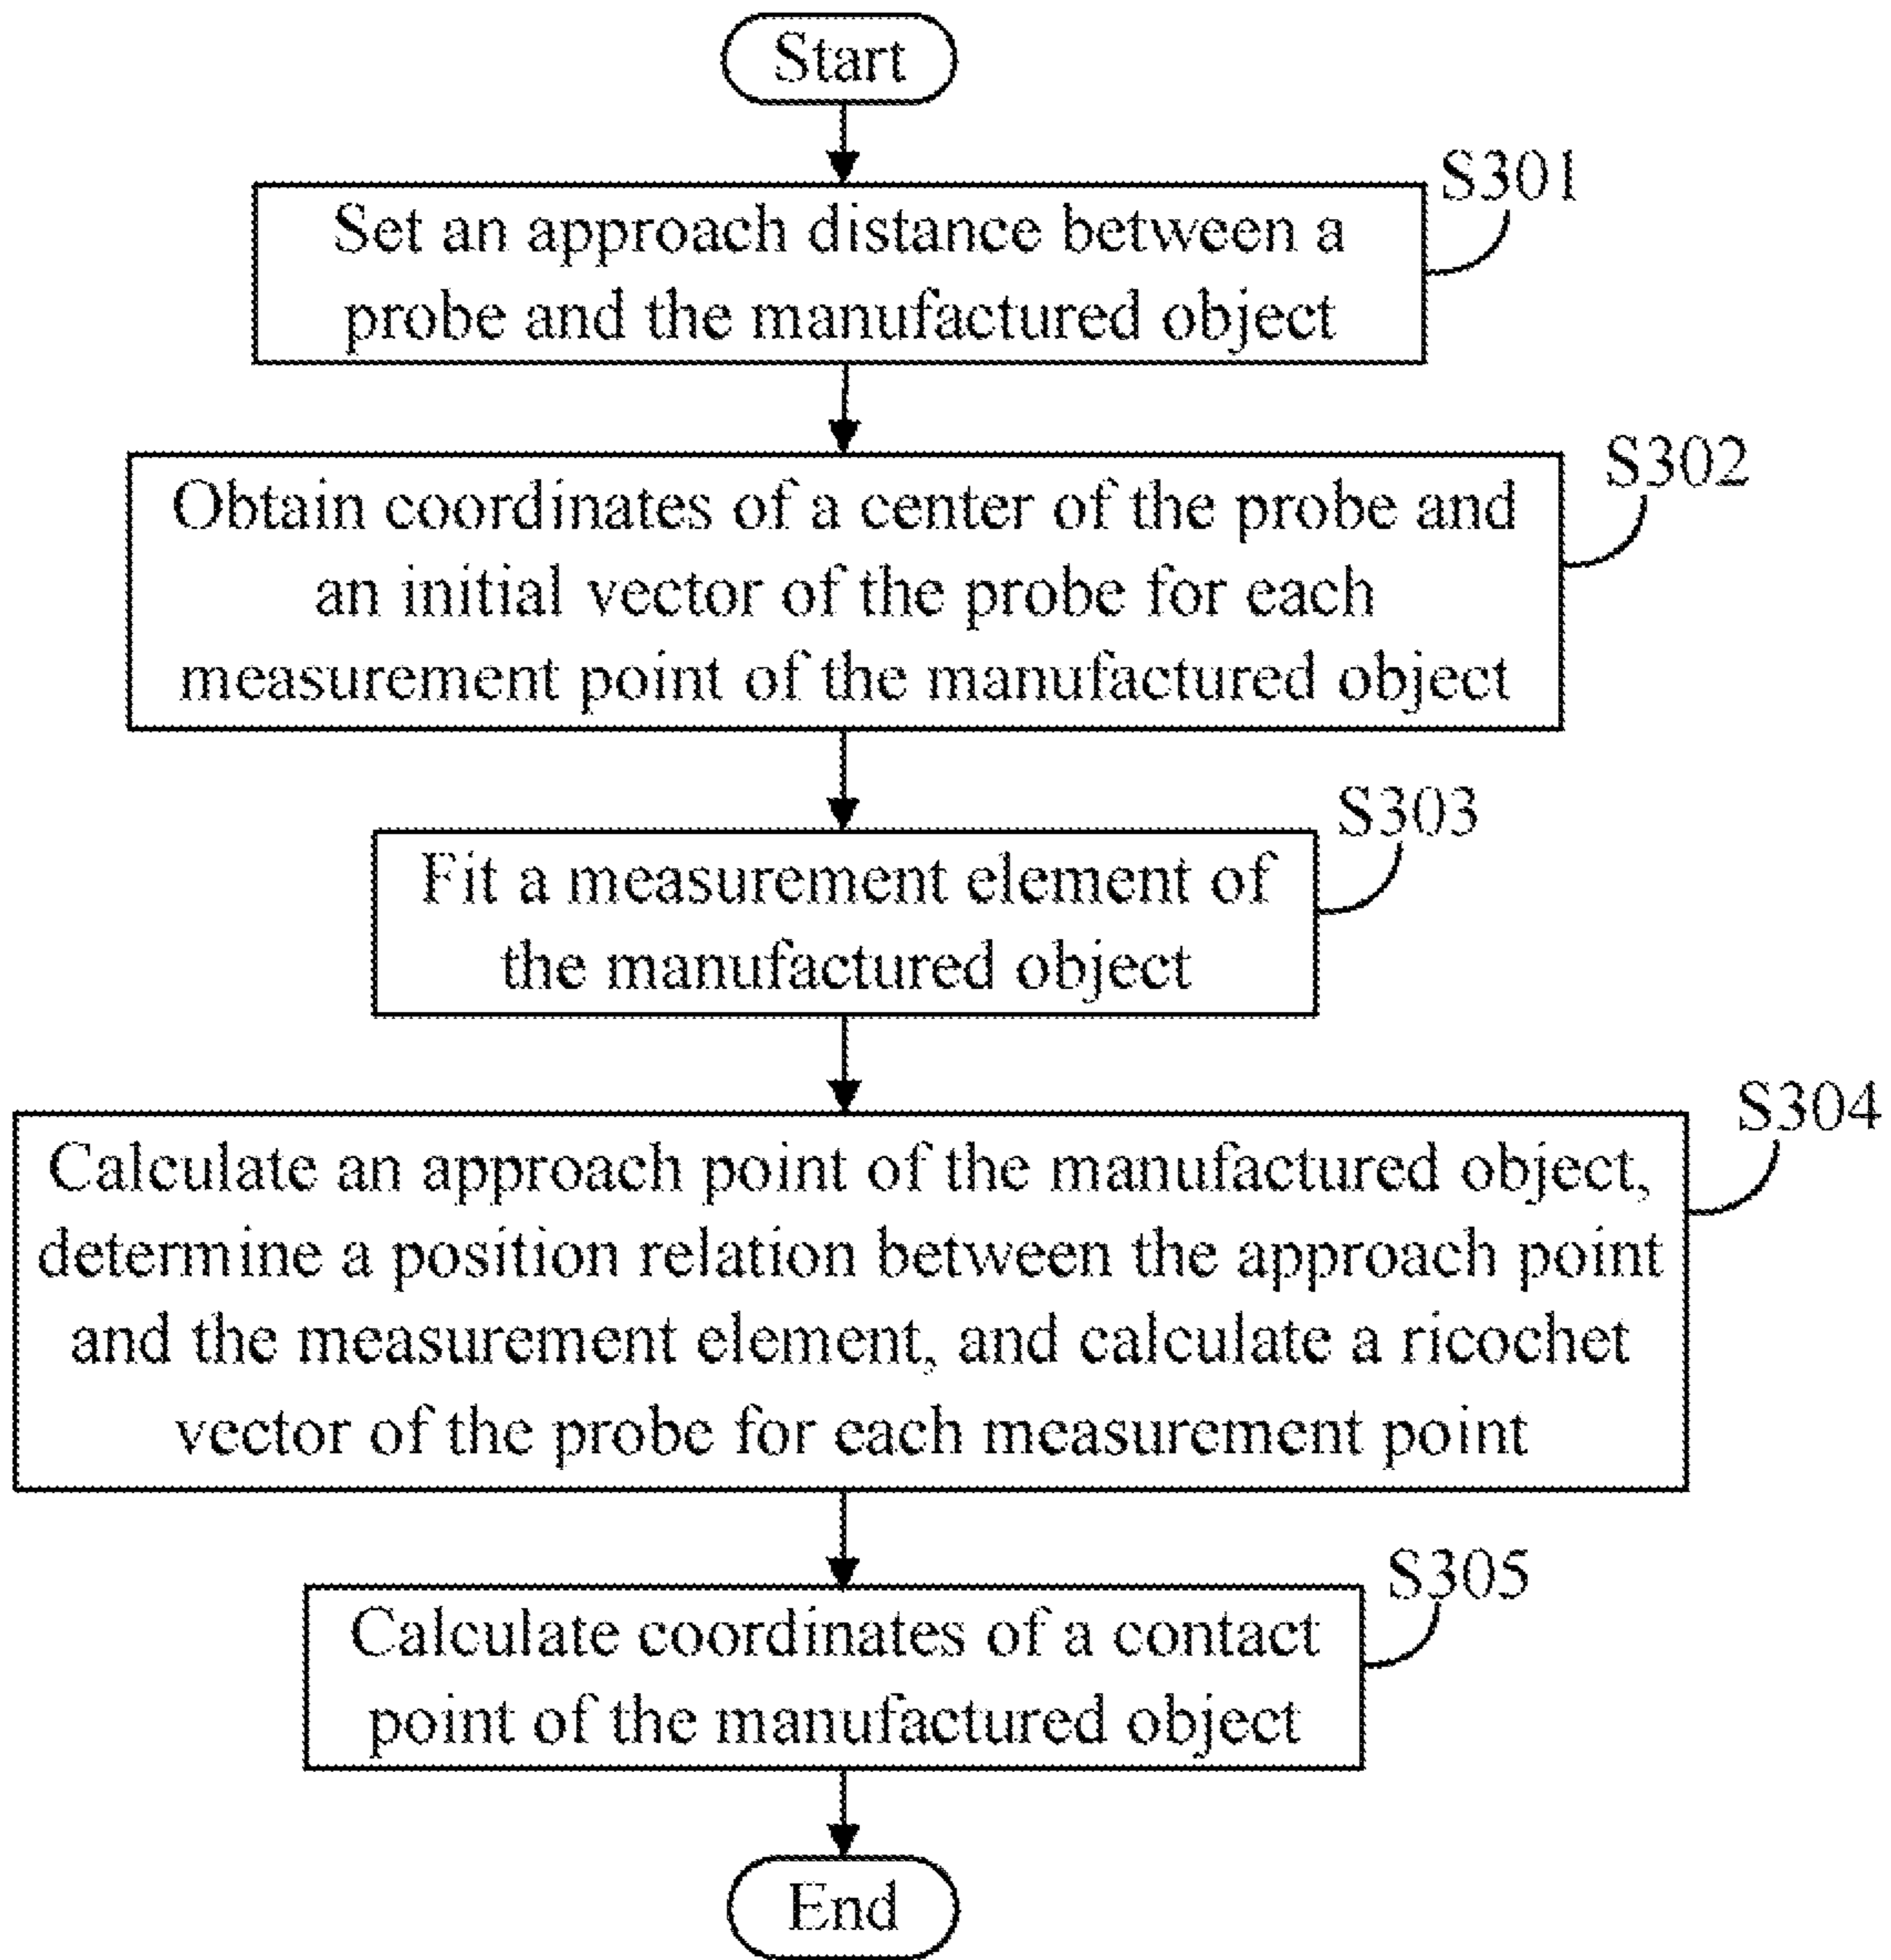 Start
S301
Set an approach distance between a
probe and the manufactured object
S302
Obtain coordinates of a center of the probe and
an initial vector of the probe for each
measurement point of the manufactured object
S303
Fit a measurement element of
the manufactured object
S304
Calculate an approach point of the manufactured object,
determine a position relation between the approach point
and the measurement element, and calculate a ricochet
vector of the probe for each measurement point
S305
Calculate coordinates of a contact
point of the manufactured object
End